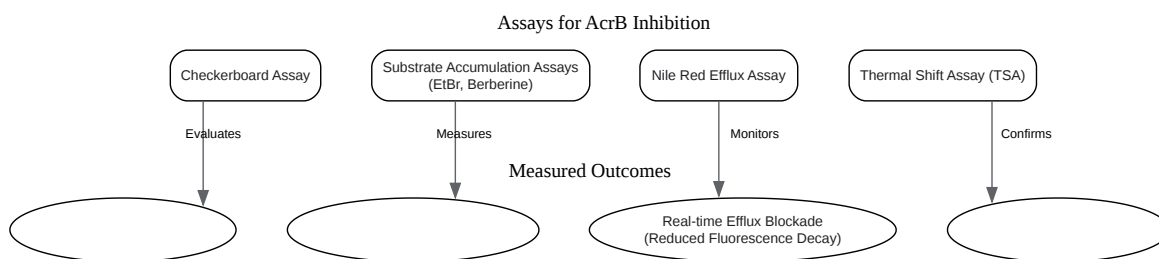 Assays for AcrB Inhibition
Checkerboard Assay
Substrate Accumulation Assays
(EtBr, Berberine)
Nile Red Efflux Assay
Thermal Shift Assay (TSA)
Evaluates
Measures
Monitors
Confirms
Measured Outcomes
Real-time Efflux Blockade
(Reduced Fluorescence Decay)